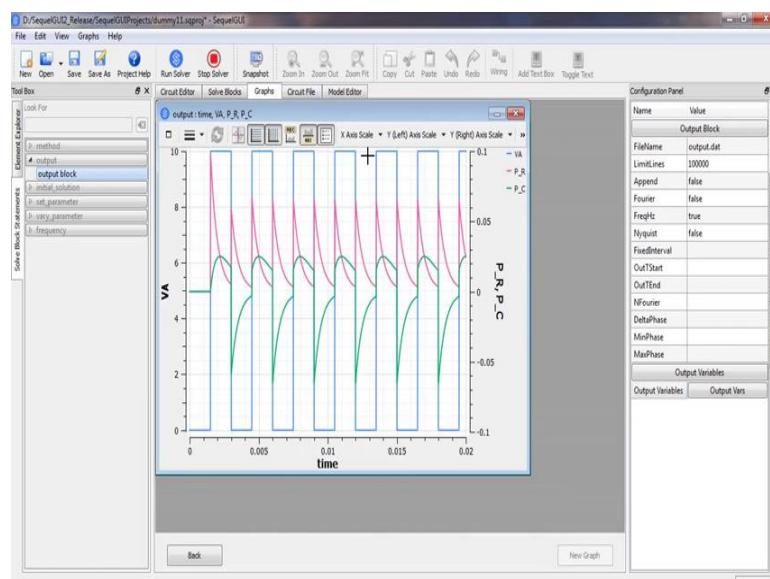 D:/SequelGUI2_Release/SequelGUIProjects/dummy11.sqproj* - SequelGUI
File Edit View Graphs Help
New Open Save Save As Project Help Run Solver Stop Solver Snapshot Zoom In Zoom Out Zoom Fit Copy Cut Paste Undo Redo Wiring Add Text Box Toggle Text
Tool Box
Circuit Editor Solve Blocks Graphs Circuit File Model Editor
Configuration Panel
Element Explorer
Solve Block Statements
Look For
method
output
output block
initial_solution
set_parameter
vary_parameter
frequency
output : time, VA, P_R, P_C
X Axis Scale Y (Left) Axis Scale Y (Right) Axis Scale »
VA
P_R
P_C
10
8
6
4
2
0
VA
0.1
0.05
0
-0.05
-0.1
P_R, P_C
0 0.005 0.01 0.015 0.02
time
Back
New Graph
Name Value
Output Block
FileName output.dat
LimitLines 100000
Append false
Fourier false
FreqHz true
Nyquist false
FixedInterval
OutTStart
OutTEnd
NFourier
DeltaPhase
MinPhase
MaxPhase
Output Variables
Output Variables Output Vars